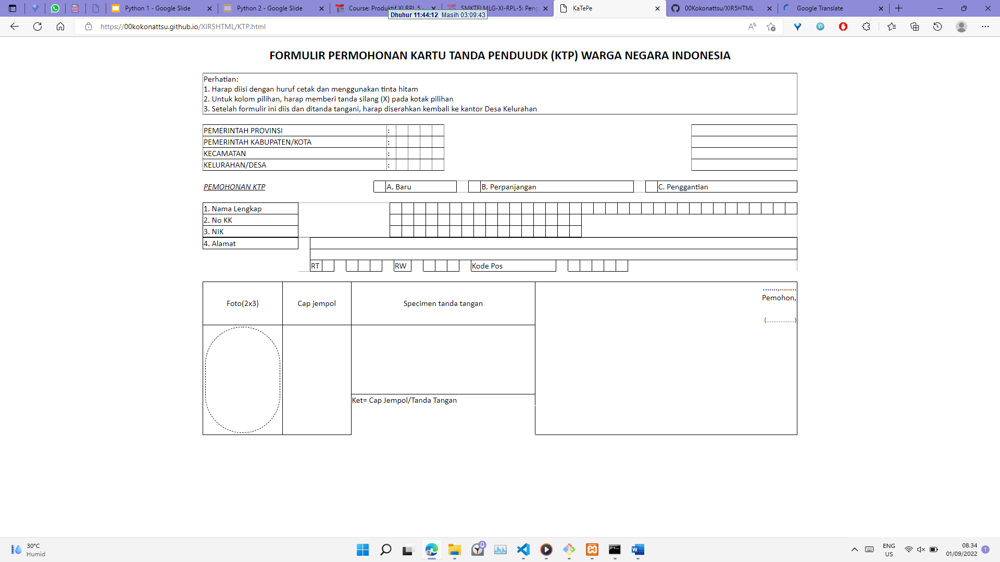 Python 1 - Google Slide
Python 2 - Google Slide
Course: Produktif XI RPL 5 -
SMKTELMLG-XI-RPL-5: Peng
KaTePe
00Kokonattsu/XIR5HTML
Google Translate
Dhuhur 11:44:12 Masih 03:09:43
https://00kokonattsu.github.io/XIR5HTML/KTP.html
FORMULIR PERMOHONAN KARTU TANDA PENDUUDK (KTP) WARGA NEGARA INDONESIA
Perhatian:
1. Harap diisi dengan huruf cetak dan menggunakan tinta hitam
2. Untuk kolom pilihan, harap memberi tanda silang (X) pada kotak pilihan
3. Setelah formulir ini diis dan ditanda tangani, harap diserahkan kembali ke kantor Desa Kelurahan
PEMERINTAH PROVINSI :
PEMERINTAH KABUPATEN/KOTA :
KECAMATAN :
KELURAHAN/DESA :
PEMOHONAN KTP A. Baru B. Perpanjangan C. Penggantian
1. Nama Lengkap
2. No KK
3. NIK
4. Alamat
RT RW Kode Pos
Foto(2x3) Cap jempol Specimen tanda tangan
.......,........
Pemohon,
(................)
Ket= Cap Jempol/Tanda Tangan
30°C
Humid
ENG
US
08.34
01/09/2022
1